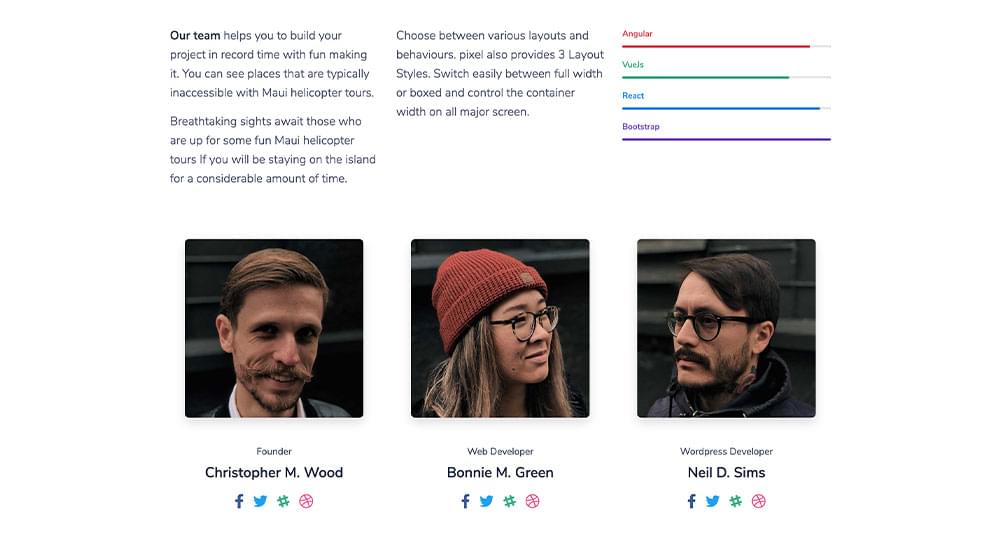 Our team helps you to build your
project in record time with fun making
it. You can see places that are typically
inaccessible with Maui helicopter tours.
Breathtaking sights await those who
are up for some fun Maui helicopter
tours If you will be staying on the island
for a considerable amount of time.
Choose between various layouts and
behaviours. pixel also provides 3 Layout
Styles. Switch easily between full width
or boxed and control the container
width on all major screen.
Angular
VueJs
React
Bootstrap
Founder
Christopher M. Wood
Web Developer
Bonnie M. Green
Wordpress Developer
Neil D. Sims